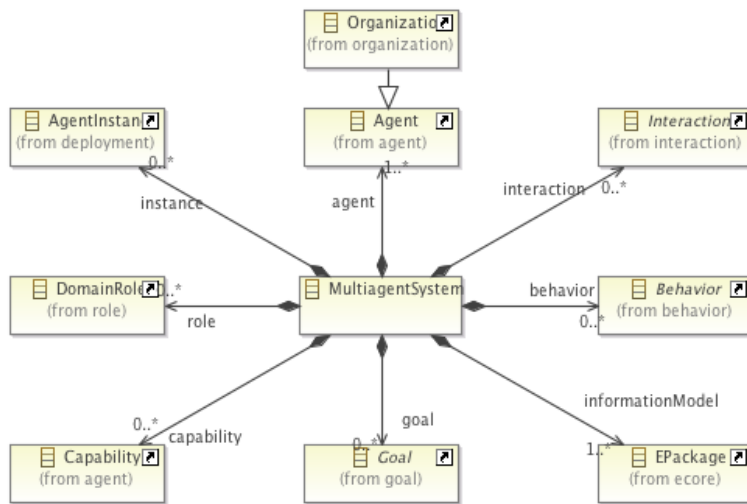 Organizatio
(from organization)
AgentInstan
(from deployment)
Agent
(from agent)
Interaction
(from interaction)
0..*
1..*
0..*
instance
agent
interaction
DomainRole
(from role)
0..*
MultiagentSystem
behavior
Behavior
(from behavior)
0..*
role
0..*
capability
goal
informationModel
0..*
1..*
Capability
(from agent)
Goal
(from goal)
EPackage
(from ecore)